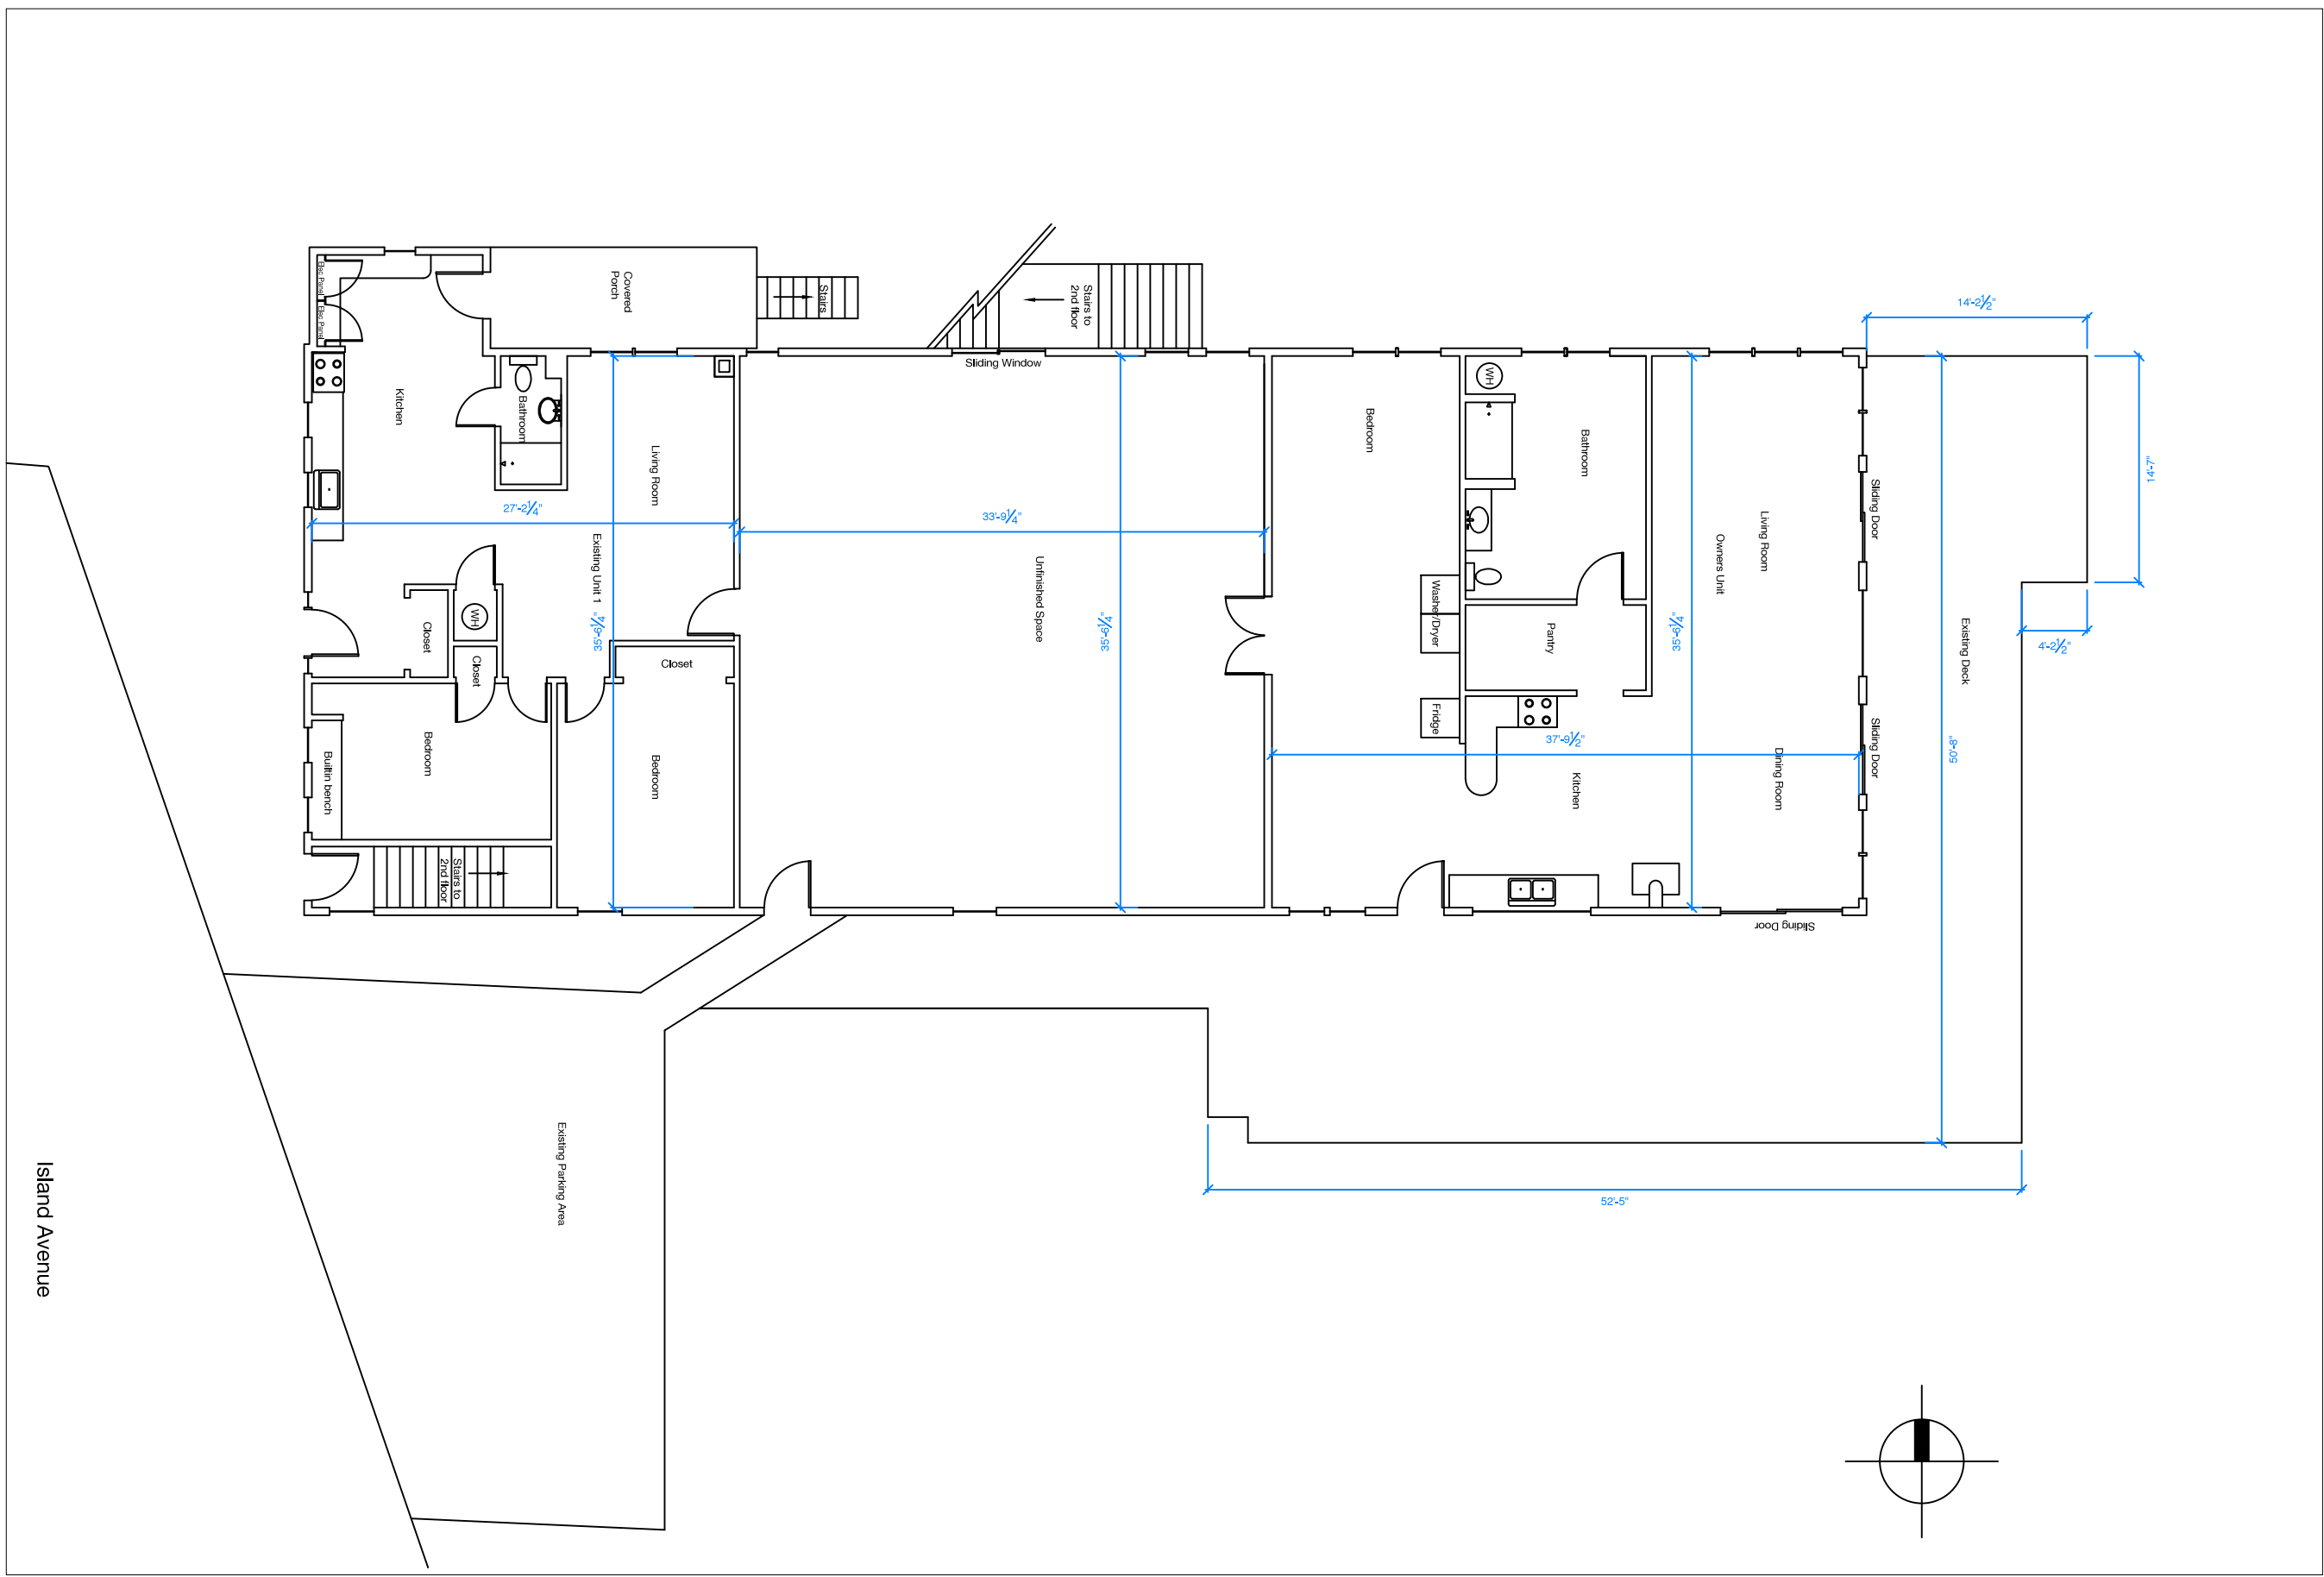 14'-2½"
14'-7"
4'-2½"
50'-8"
52'-5"
Existing Deck
Sliding Door
Sliding Door
Sliding Door
Living Room
Owners Unit
Dining Room
35'-6¼"
37'-9½"
Bathroom
WH
Pantry
Kitchen
Washer/Dryer
Fridge
Bedroom
Stairs to
2nd floor
Sliding Window
35'-6¼"
33'-9¼"
Unfinished Space
Stairs
Covered
Porch
Elec Panel
Elec Panel
Kitchen
Bathroom
Living Room
27'-2¼"
Existing Unit 1
35'-6¼"
WH
Closet
Closet
Closet
Bedroom
Bedroom
Builtin bench
Stairs to
2nd floor
Existing Parking Area
Island Avenue